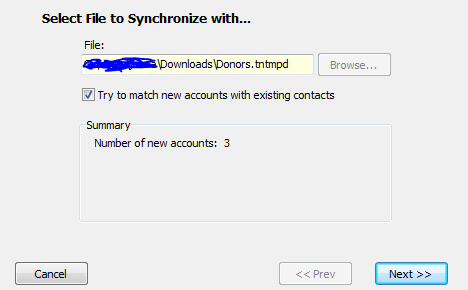 Select File to Synchronize with...
File:
\Downloads\Donors.tntmpd
Browse...
Try to match new accounts with existing contacts
Summary
Number of new accounts: 3
Cancel
<< Prev
Next >>